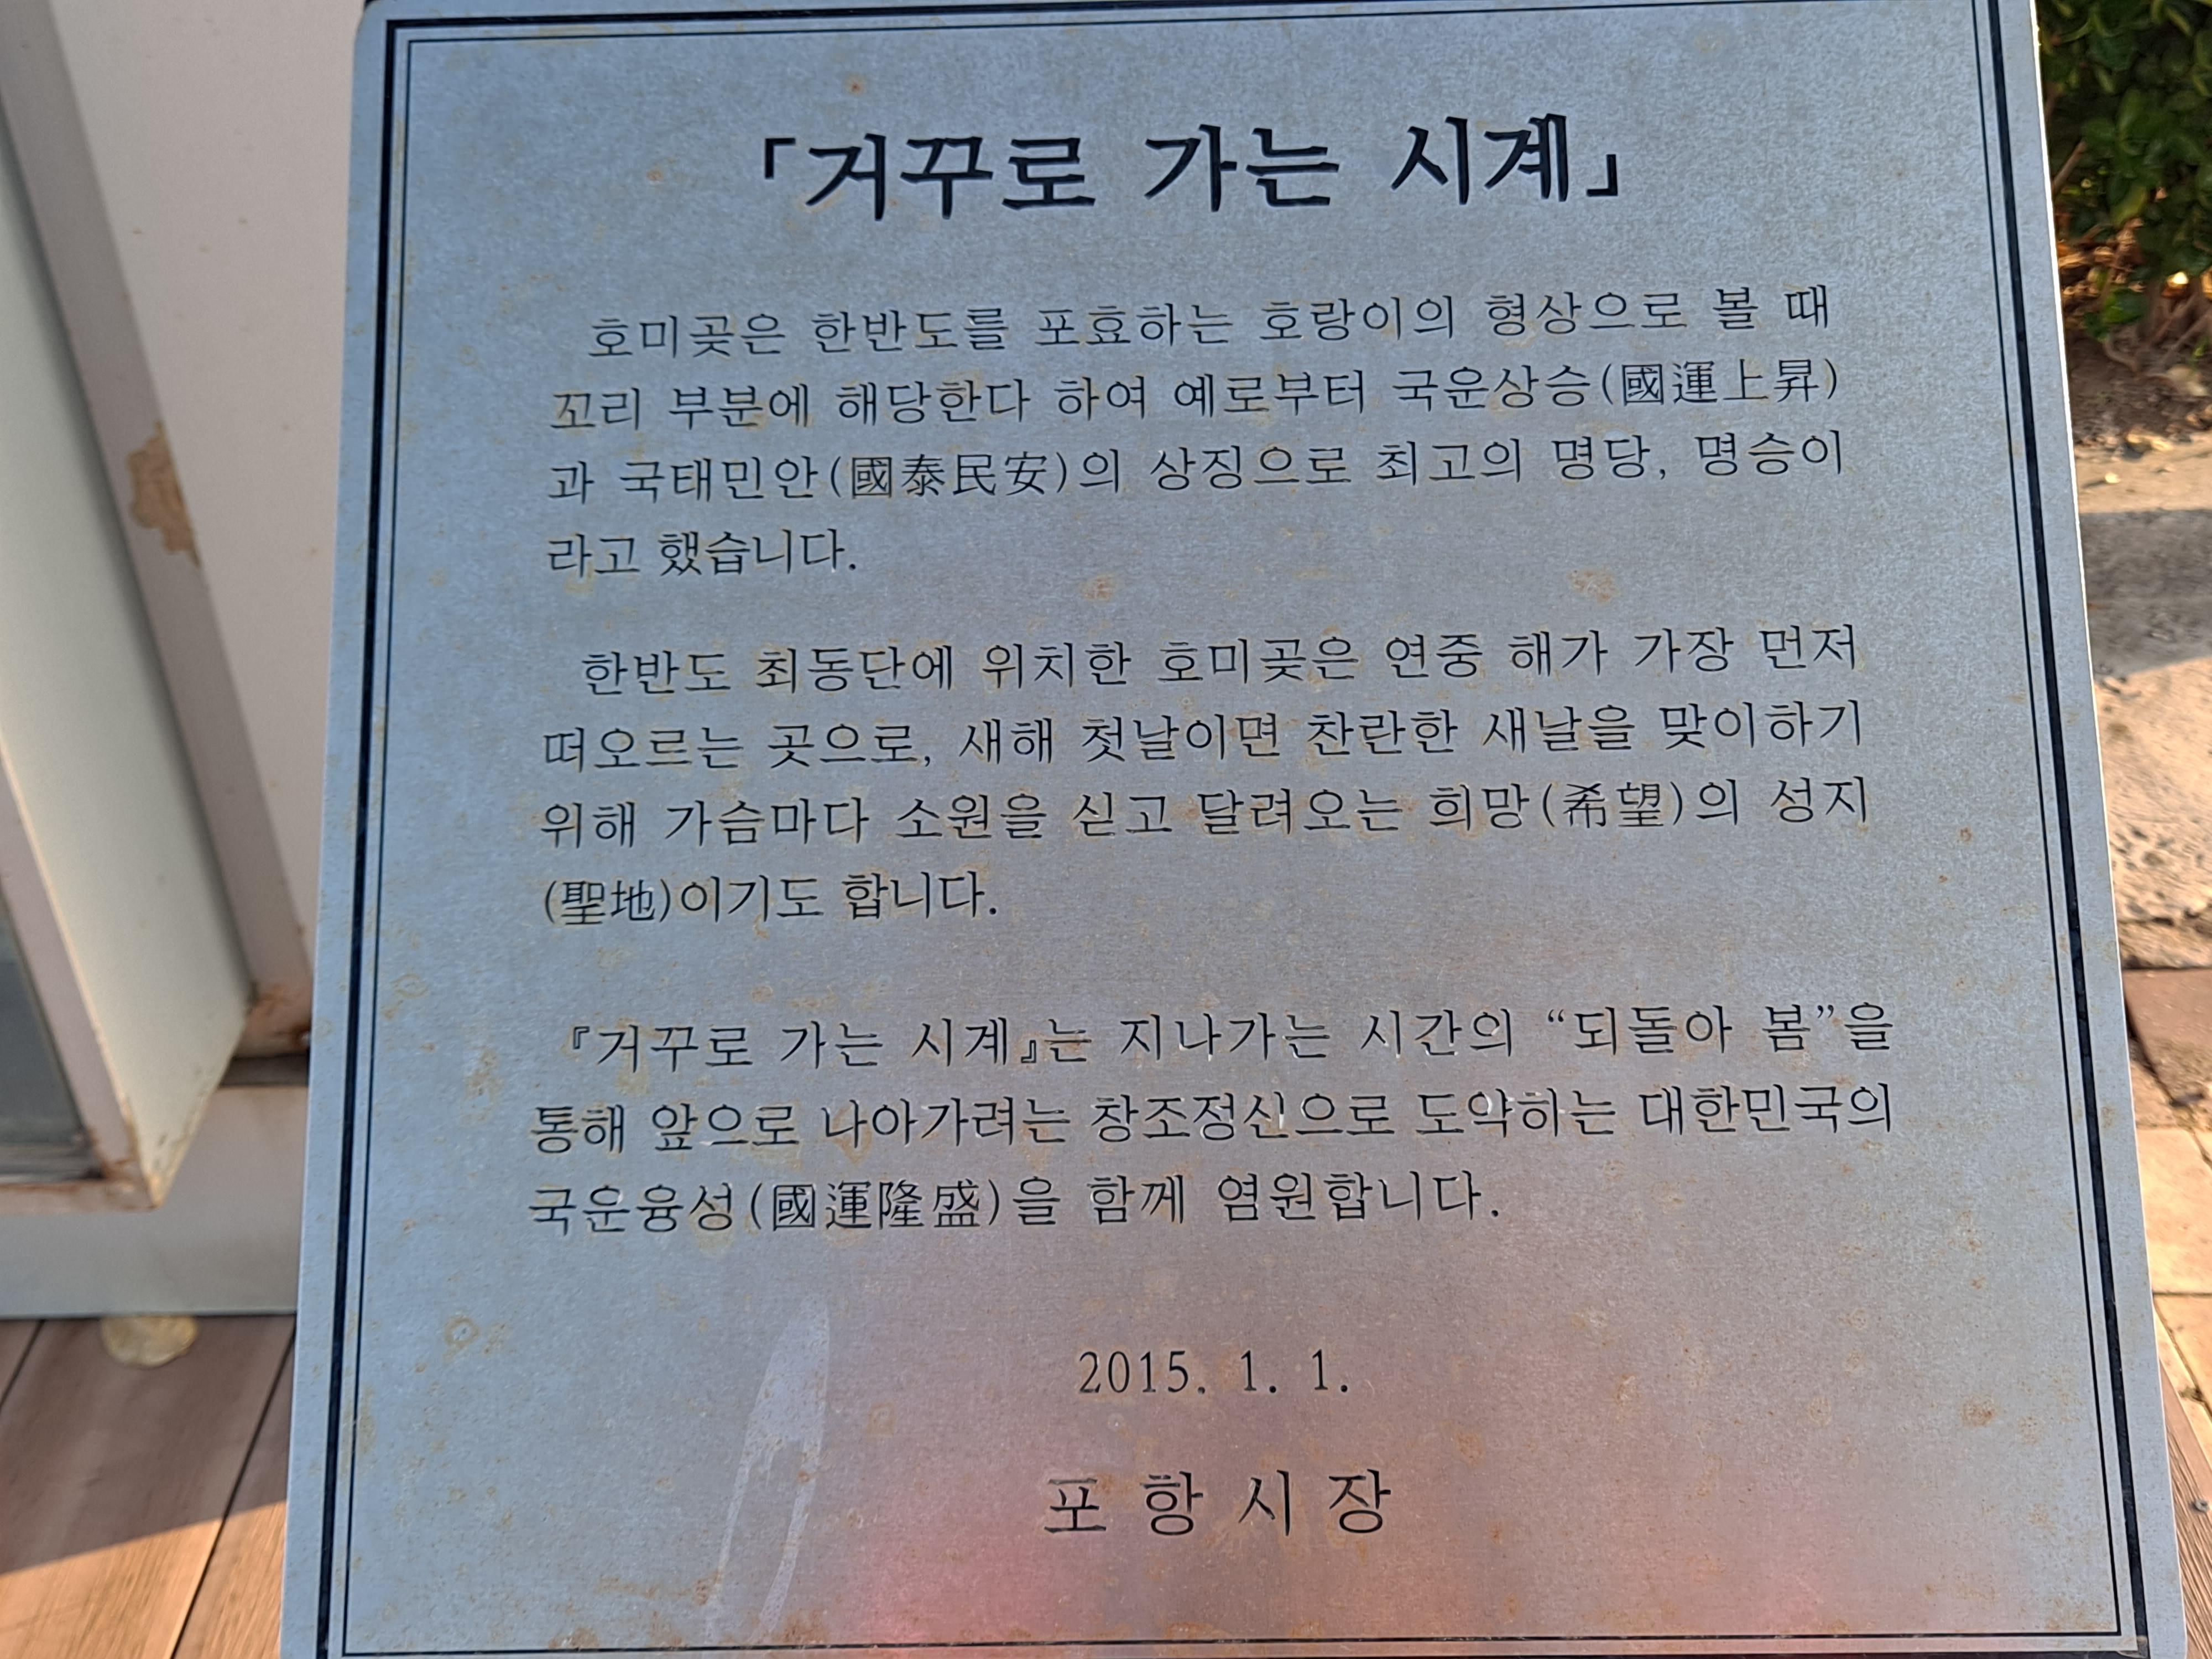 「거꾸로 가는 시계」
호미곶은 한반도를 포효하는 호랑이의 형상으로 볼 때
꼬리 부분에 해당한다 하여 예로부터 국운상승(國運上昇)
과 국태민안(國泰民安)의 상징으로 최고의 명당, 명승이
라고 했습니다.
한반도 최동단에 위치한 호미곶은 연중 해가 가장 먼저
떠오르는 곳으로, 새해 첫날이면 찬란한 새날을 맞이하기
위해 가슴마다 소원을 싣고 달려오는 희망(希望)의 성지
(聖地)이기도 합니다.
『거꾸로 가는 시계』는 지나가는 시간의 “되돌아 봄”을
통해 앞으로 나아가려는 창조정신으로 도약하는 대한민국의
국운융성(國運隆盛)을 함께 염원합니다.
2015. 1. 1.
포 항 시 장